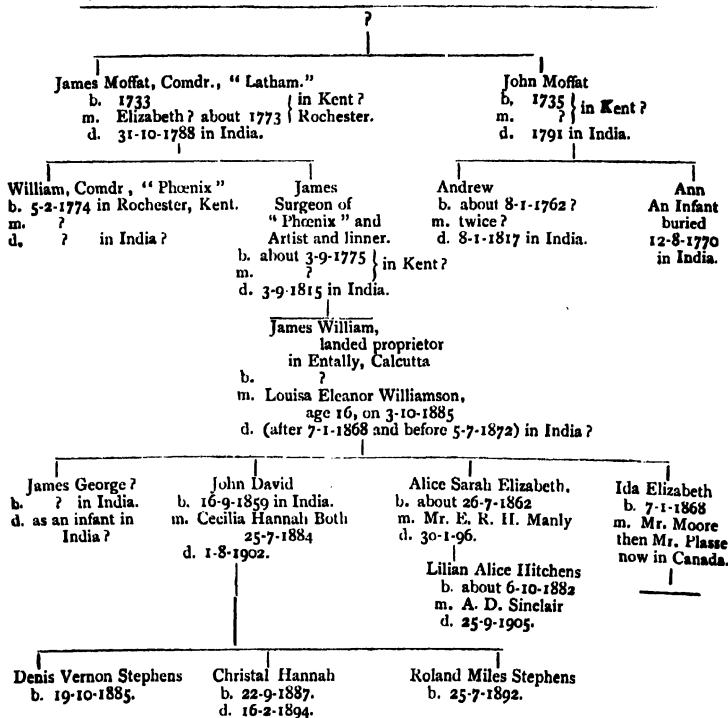 ?
James Moffat, Comdr., " Latham."
b. 1733
m. Elizabeth ? about 1773
d. 31-10-1788 in India.
in Kent ?
Rochester.
John Moffat
b. 1735
m. ?
d. 1791 in India.
in Kent ?
William, Comdr , " Phœnix "
b. 5-2-1774 in Rochester, Kent.
m. ?
d. ? in India ?
James
Surgeon of
" Phœnix " and
Artist and linner.
b. about 3-9-1775
m. ?
d. 3-9-1815 in India.
in Kent ?
Andrew
b. about 8-1-1762 ?
m. twice ?
d. 8-1-1817 in India.
Ann
An Infant
buried
12-8-1770
in India.
James William,
landed proprietor
in Entally, Calcutta
b. ?
m. Louisa Eleanor Williamson,
age 16, on 3-10-1885
d. (after 7-1-1868 and before 5-7-1872) in India ?
James George ?
b. ? in India.
d. as an infant in
India ?
John David
b. 16-9-1859 in India.
m. Cecilia Hannah Both
25-7-1884
d. 1-8-1902.
Alice Sarah Elizabeth.
b. about 26-7-1862
m. Mr. E. R. H. Manly
d. 30-1-96.
Lilian Alice Hitchens
b. about 6-10-1882
m. A. D. Sinclair
d. 25-9-1905.
Ida Elizabeth
b. 7-1-1868
m. Mr. Moore
then Mr. Plasse
now in Canada.
Denis Vernon Stephens
b. 19-10-1885.
Christal Hannah
b. 22-9-1887.
d. 16-2-1894.
Roland Miles Stephens
b. 25-7-1892.